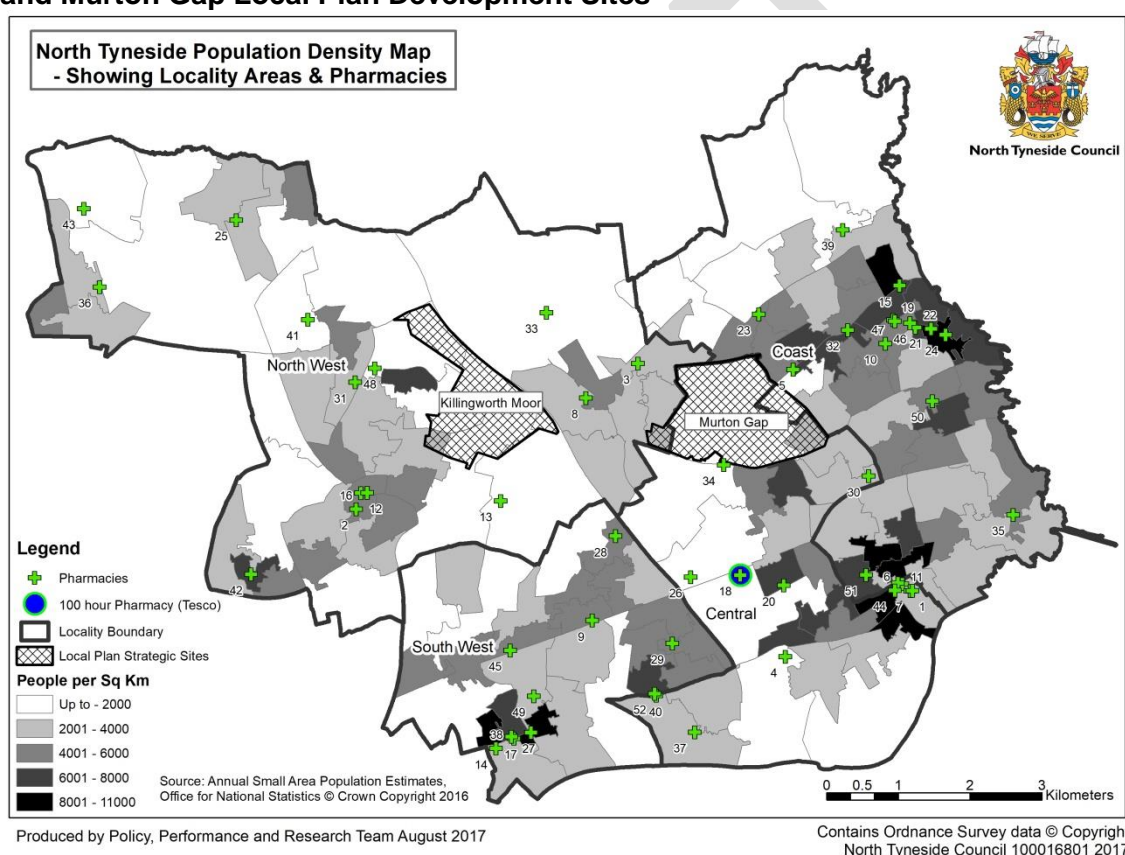 and Murton Gap Local Plan Development Sites
North Tyneside Population Density Map
- Showing Locality Areas & Pharmacies
WE SERVE
North Tyneside Council
43
25
36
41
33
39
15
19
22
47
46
21
24
23
32
10
Coast
5
North West
48
31
Killingworth Moor
3
8
Murton Gap
50
34
30
35
16
12
2
13
42
28
26
18
20
Central
51
6
11
44
7
1
9
South West
45
29
4
49
52
40
38
27
14
17
37
Legend
Pharmacies
100 hour Pharmacy (Tesco)
Locality Boundary
Local Plan Strategic Sites
People per Sq Km
Up to - 2000
2001 - 4000
4001 - 6000
6001 - 8000
8001 - 11000
Source: Annual Small Area Population Estimates,
Office for National Statistics © Crown Copyright 2016
0 0.5 1 2 3
Kilometers
Produced by Policy, Performance and Research Team August 2017
Contains Ordnance Survey data © Copyrigh
North Tyneside Council 100016801 2017